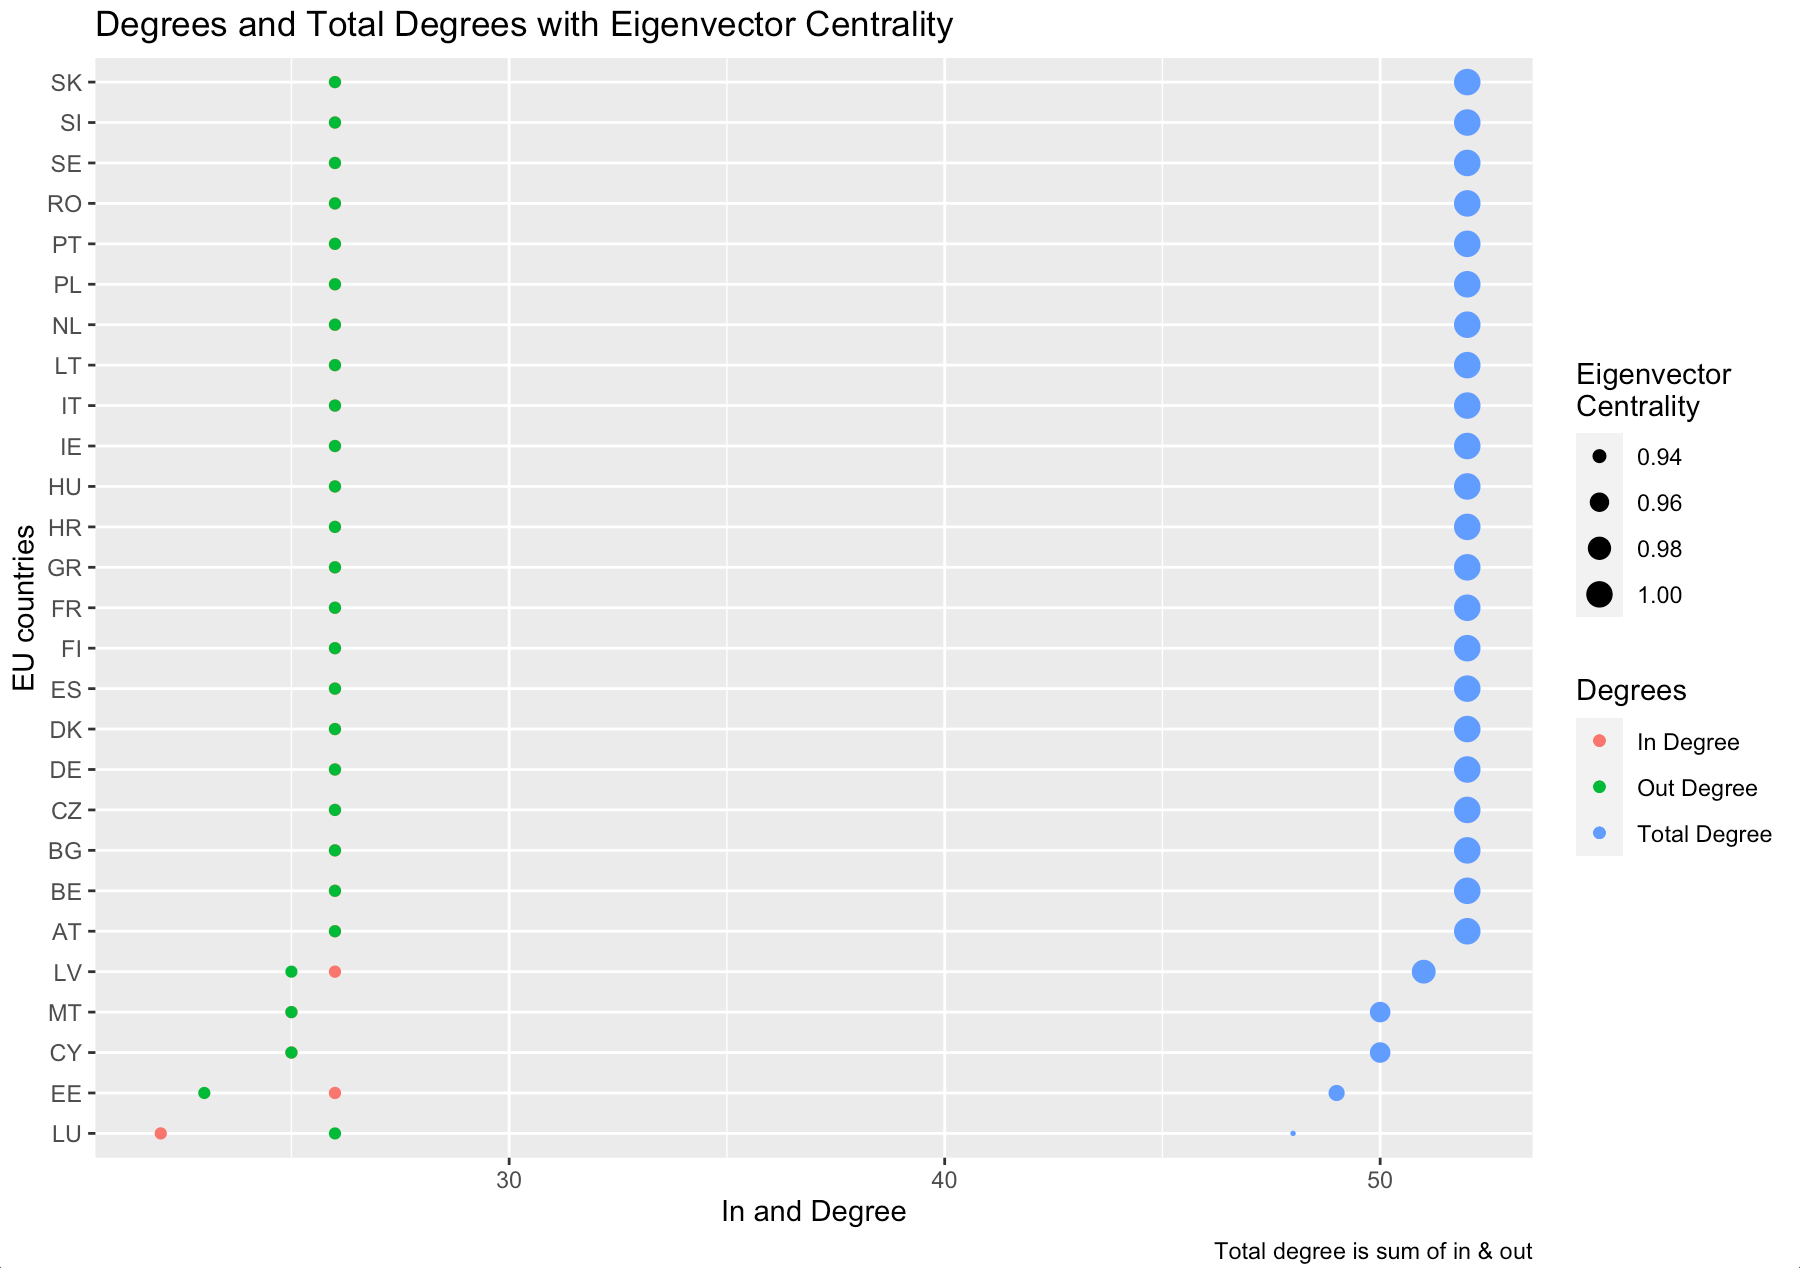 Degrees and Total Degrees with Eigenvector Centrality
SK
SI
SE
RO
PT
PL
NL
LT
IT
IE
HU
HR
GR
FR
FI
ES
DK
DE
CZ
BG
BE
AT
LV
MT
CY
EE
LU
EU countries
30
40
50
In and Degree
Total degree is sum of in & out
Eigenvector
Centrality
0.94
0.96
0.98
1.00
Degrees
In Degree
Out Degree
Total Degree